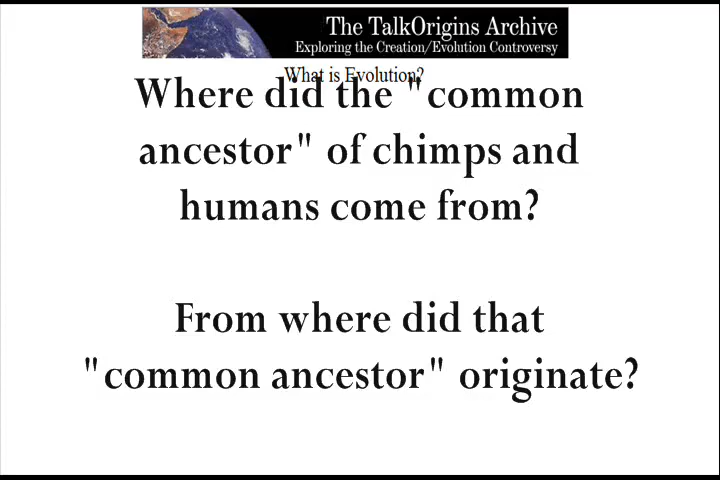 The TalkOrigins Archive
Exploring the Creation/Evolution Controversy
What is Evolution?
Where did the "common
ancestor" of chimps and
humans come from?
From where did that
"common ancestor" originate?